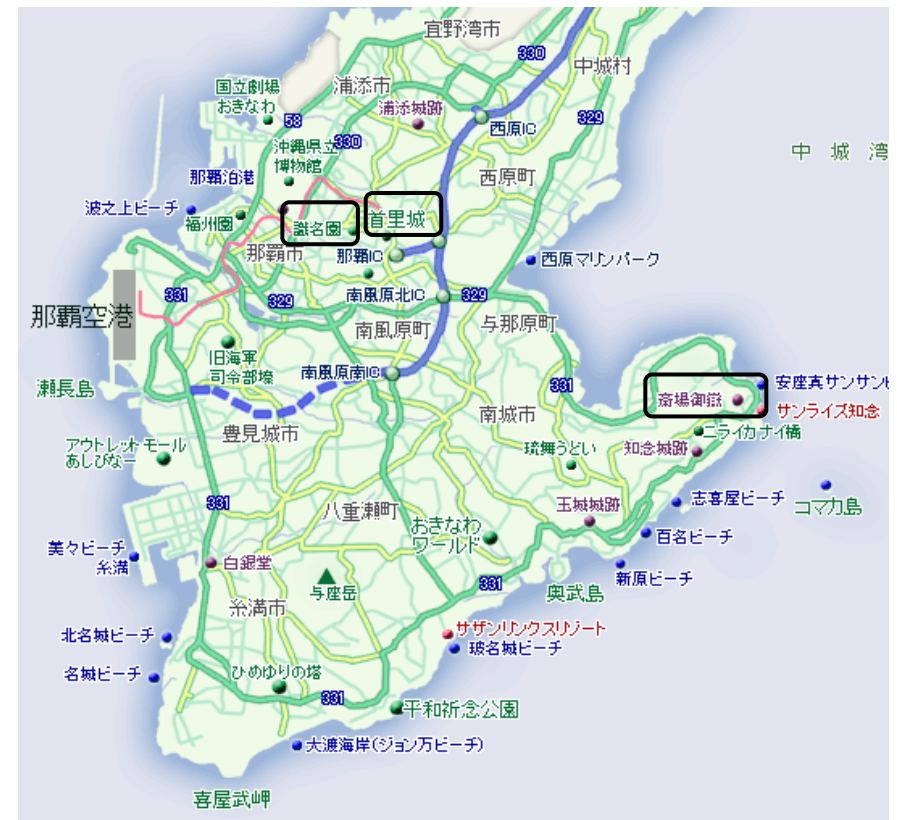 宜野湾市
330
中城村
国立劇場
おきなわ
浦添市
58
浦添城跡
329
西原IC
沖縄県立
博物館
330
中 城 湾
那覇泊港
西原町
波之上ビーチ
福州園
識名園
首里城
那覇市
那覇IC
西原マリンパーク
331
329
南風原北IC
329
那覇空港
南風原町
与那原町
旧海軍
司令部壕
南風原南IC
瀬長島
331
斎場御嶽
安座真サンサンビ
サンライズ知念
豊見城市
南城市
ニライカナイ橋
アウトレットモール
あしびなー
琉舞うどい
知念城跡
331
八重瀬町
玉城城跡
志喜屋ビーチ
コマカ島
おきなわ
ワールド
百名ビーチ
美々ビーチ
糸満
白銀堂
与座岳
331
新原ビーチ
奥武島
糸満市
北名城ビーチ
サザンリンクスリゾート
玻名城ビーチ
名城ビーチ
ひめゆりの塔
331
平和祈念公園
大渡海岸(ジョン万ビーチ)
喜屋武岬